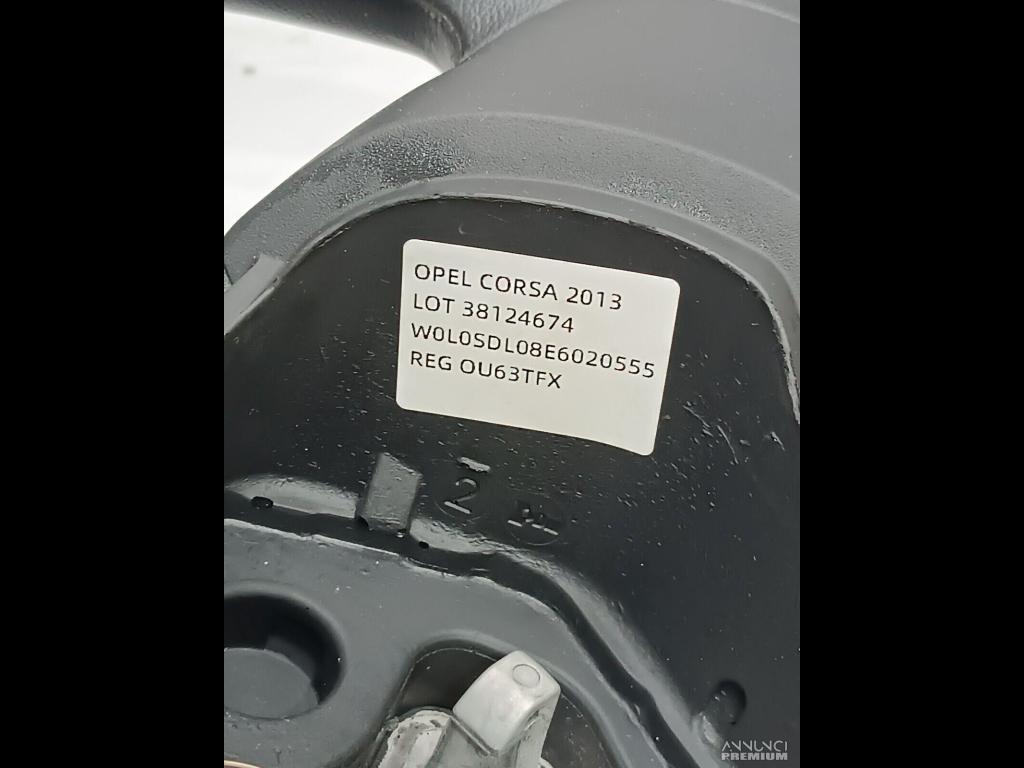 OPEL CORSA 2013
LOT 38124674
W0L0SDL08E6020555
REG OU63TFX
2
ANNUNCI
PREMIUM